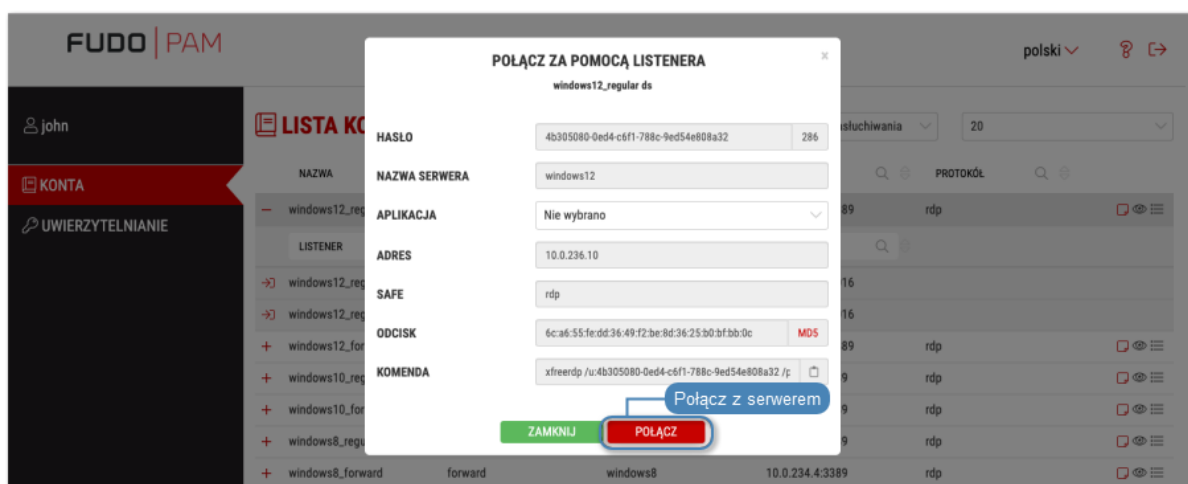 FUDO PAM
polski
john
KONTA
UWIERZYTELNIANIE
LISTA KO
słuchiwania
20
NAZWA
PROTOKÓŁ
windows12_reg
89
rdp
LISTENER
windows12_reg
16
windows12_reg
16
windows12_for
89
rdp
windows10_reg
9
rdp
windows10_for
9
rdp
windows8_regu
9
rdp
windows8_forward forward windows8 10.0.234.4:3389 rdp
POŁĄCZ ZA POMOCĄ LISTENERA
windows12_regular ds
HASŁO
4b305080-0ed4-c6f1-788c-9ed54e808a32 286
NAZWA SERWERA
windows12
APLIKACJA
Nie wybrano
ADRES
10.0.236.10
SAFE
rdp
ODCISK
6c:a6:55:fe:dd:36:49:f2:be:8d:36:25:b0:bf:bb:0c MD5
KOMENDA
xfreerdp /u:4b305080-0ed4-c6f1-788c-9ed54e808a32 /p
Połącz z serwerem
ZAMKNIJ
POŁĄCZ